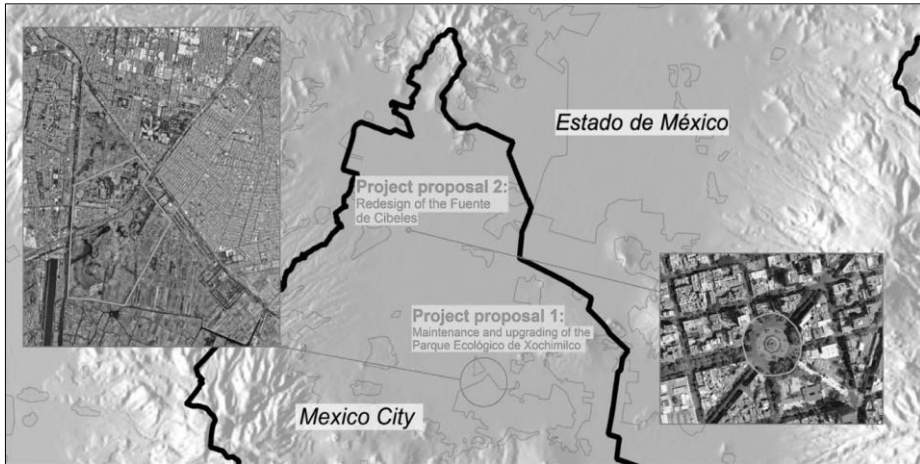 Estado de México
Project proposal 2:
Redesign of the Fuente
de Cibeles
Project proposal 1:
Maintenance and upgrading of the
Parque Ecológico de Xochimilco
Mexico City